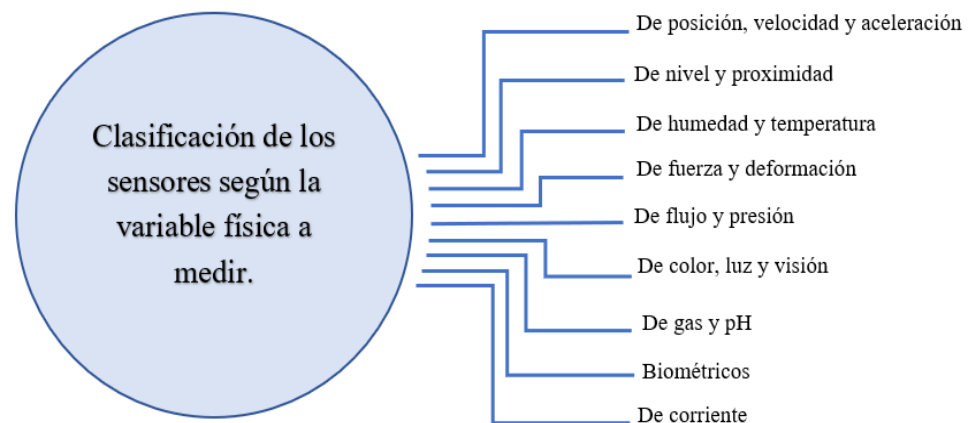 Clasificación de los
sensores según la
variable física a
medir.
De posición, velocidad y aceleración
De nivel y proximidad
De humedad y temperatura
De fuerza y deformación
De flujo y presión
De color, luz y visión
De gas y pH
Biométricos
De corriente